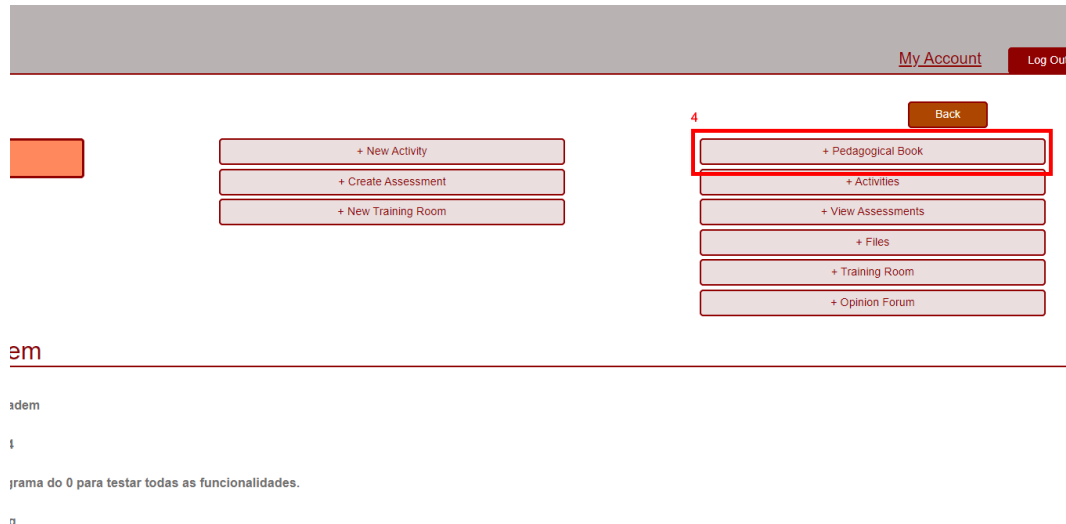 My Account
Log Out
4
Back
+ New Activity
+ Create Assessment
+ New Training Room
+ Pedagogical Book
+ Activities
+ View Assessments
+ Files
+ Training Room
+ Opinion Forum
em
adem
4
grama do 0 para testar todas as funcionalidades.